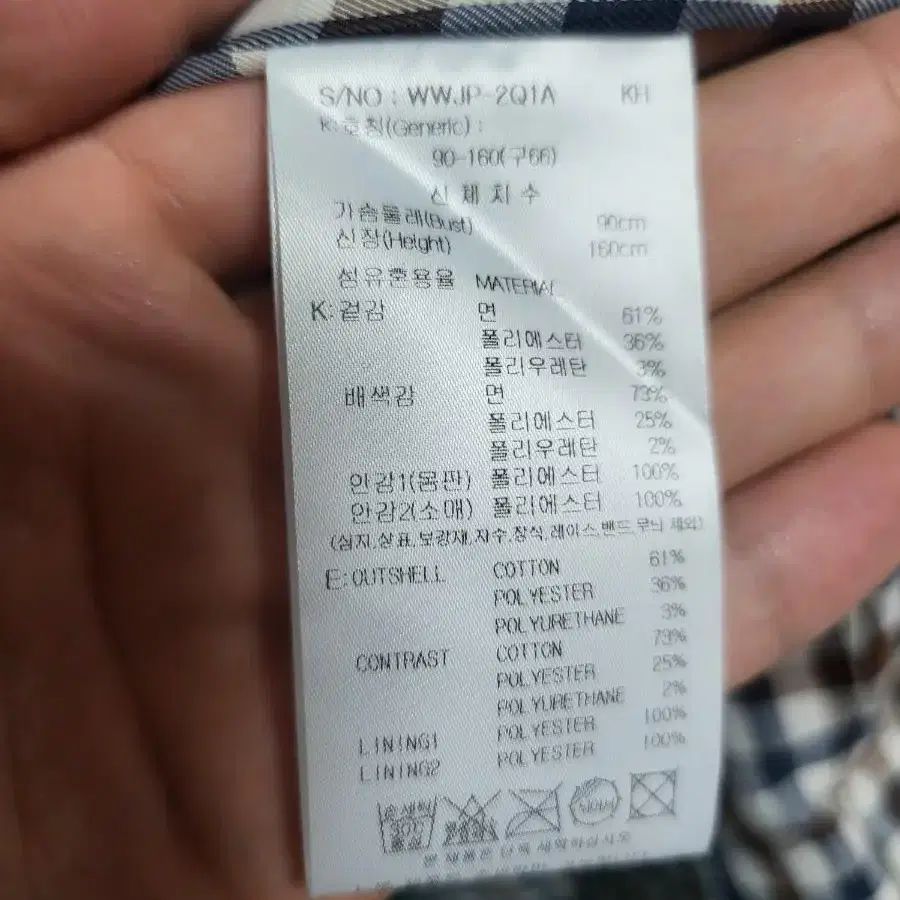 S/NO : WWJP-2Q1A KH
K:호칭(Generic) :
90-160(구66)
신 체 치 수
가슴둘레(Bust) 90cm
신장(Height) 160cm
섬유혼용율 MATERIAL
K:겉감 면 61%
폴리에스터 36%
폴리우레탄 3%
배색감 면 73%
폴리에스터 25%
폴리우레탄 2%
안감1(몸판) 폴리에스터 100%
안감2(소매) 폴리에스터 100%
(심지,상표,보강재,자수,장식,레이스,밴드,무늬 제외)
E:OUTSHELL COTTON 61%
POLYESTER 36%
POLYURETHANE 3%
CONTRAST COTTON 73%
POLYESTER 25%
POLYURETHANE 2%
LINING1 POLYESTER 100%
LINING2 POLYESTER 100%
손세탁
30℃
중성